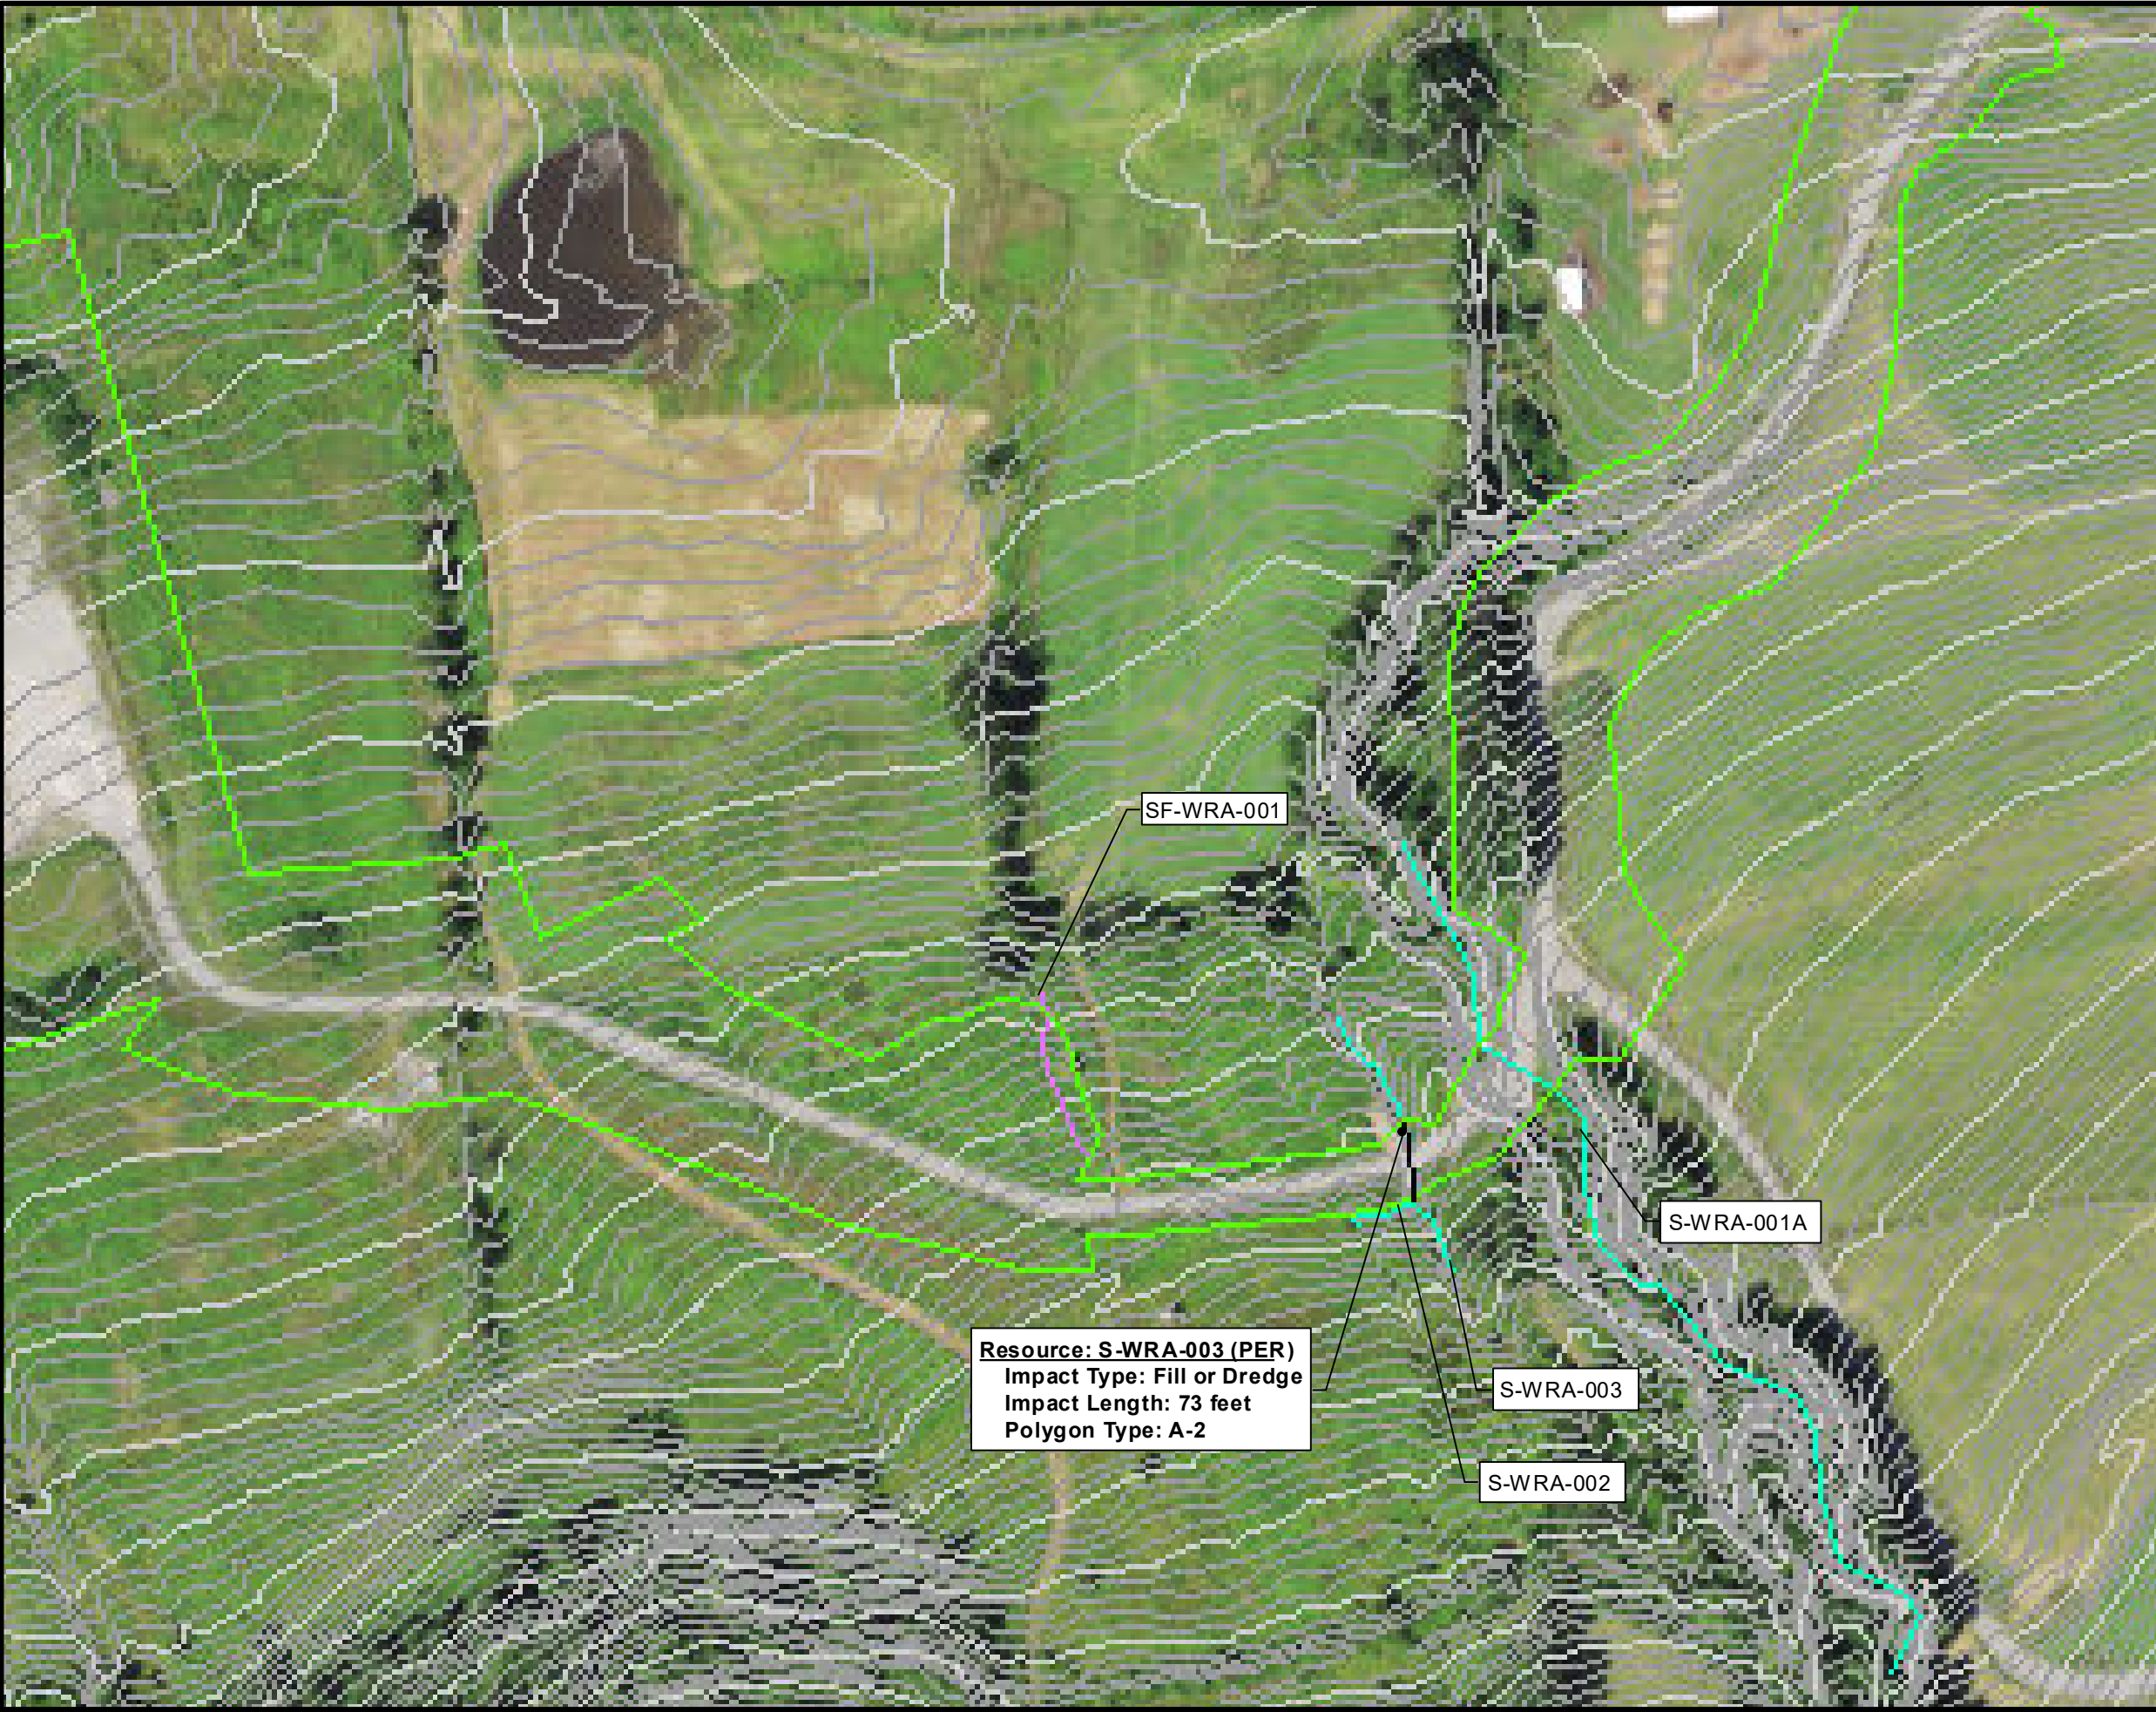 SF-WRA-001
S-WRA-001A
Resource: S-WRA-003 (PER)
Impact Type: Fill or Dredge
Impact Length: 73 feet
Polygon Type: A-2
S-WRA-003
S-WRA-002